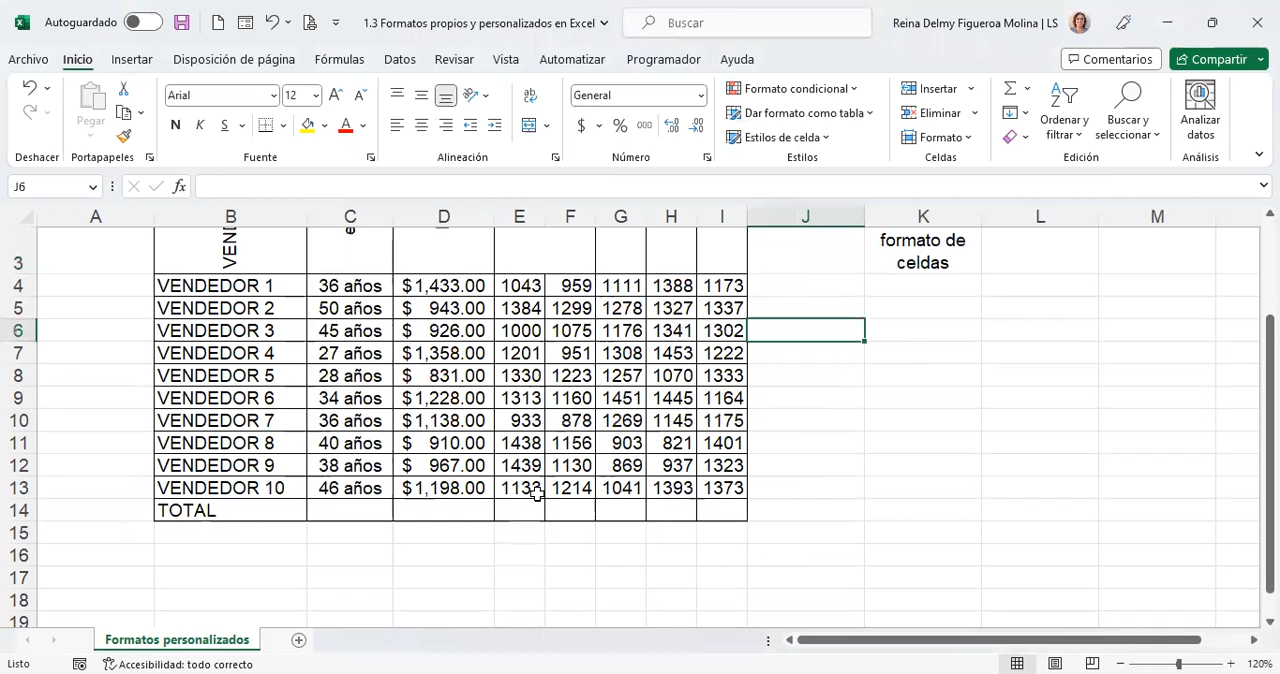 Autoguardado 1.3 Formatos propios y personalizados en Excel Buscar Reina Delmy Figueroa Molina | LS
Archivo Inicio Insertar Disposición de página Fórmulas Datos Revisar Vista Automatizar Programador Ayuda Comentarios Compartir
Pegar Arial 12 General Formato condicional Insertar
N K S $ % 000 Dar formato como tabla Eliminar Ordenar y filtrar Buscar y seleccionar Analizar datos
Estilos de celda Formato
Deshacer Portapapeles Fuente Alineación Número Estilos Celdas Edición Análisis
J6 fx
A B C D E F G H I J K L M
3 VEND e formato de celdas
4 VENDEDOR 1 36 años $1,433.00 1043 959 1111 1388 1173
5 VENDEDOR 2 50 años $ 943.00 1384 1299 1278 1327 1337
6 VENDEDOR 3 45 años $ 926.00 1000 1075 1176 1341 1302
7 VENDEDOR 4 27 años $1,358.00 1201 951 1308 1453 1222
8 VENDEDOR 5 28 años $ 831.00 1330 1223 1257 1070 1333
9 VENDEDOR 6 34 años $1,228.00 1313 1160 1451 1445 1164
10 VENDEDOR 7 36 años $1,138.00 933 878 1269 1145 1175
11 VENDEDOR 8 40 años $ 910.00 1438 1156 903 821 1401
12 VENDEDOR 9 38 años $ 967.00 1439 1130 869 937 1323
13 VENDEDOR 10 46 años $1,198.00 1214 1041 1393 1373
14 TOTAL
15
16
17
18
19
Formatos personalizados
Listo Accesibilidad: todo correcto 120%